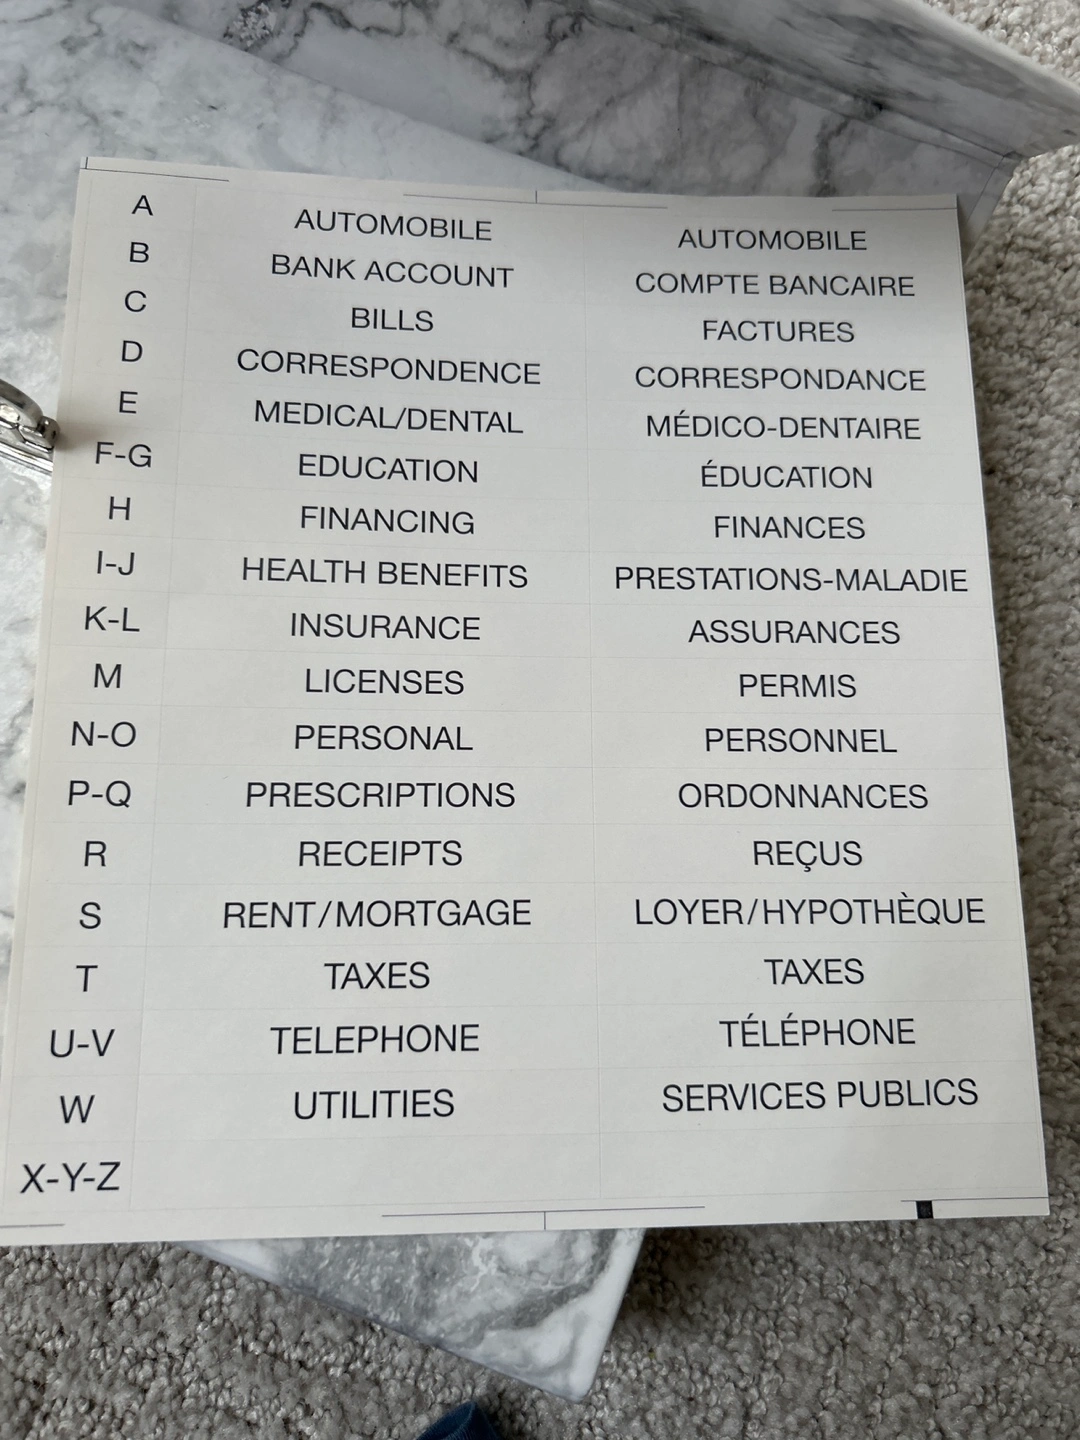 A AUTOMOBILE AUTOMOBILE
B BANK ACCOUNT COMPTE BANCAIRE
C BILLS FACTURES
D CORRESPONDENCE CORRESPONDANCE
E MEDICAL/DENTAL MÉDICO-DENTAIRE
F-G EDUCATION ÉDUCATION
H FINANCING FINANCES
I-J HEALTH BENEFITS PRESTATIONS-MALADIE
K-L INSURANCE ASSURANCES
M LICENSES PERMIS
N-O PERSONAL PERSONNEL
P-Q PRESCRIPTIONS ORDONNANCES
R RECEIPTS REÇUS
S RENT/MORTGAGE LOYER/HYPOTHÈQUE
T TAXES TAXES
U-V TELEPHONE TÉLÉPHONE
W UTILITIES SERVICES PUBLICS
X-Y-Z